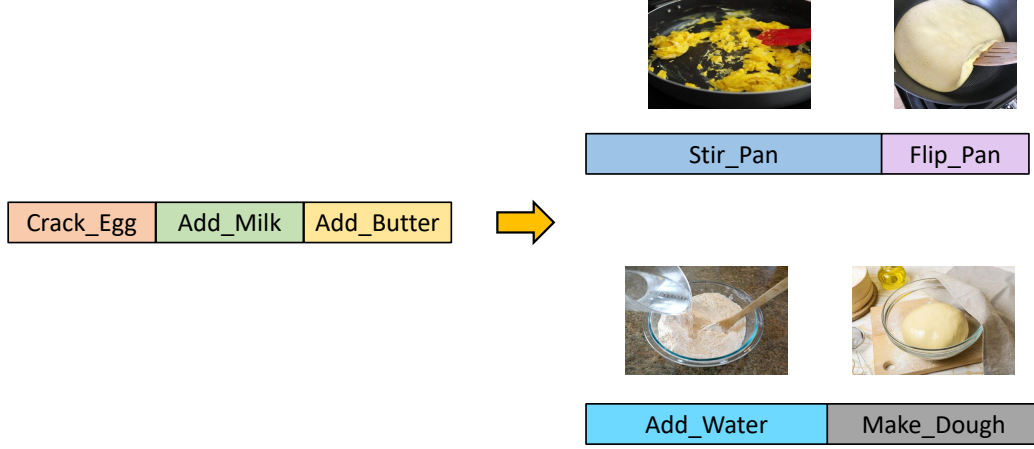 Stir_Pan
Flip_Pan
Crack_Egg
Add_Milk
Add_Butter
Add_Water
Make_Dough